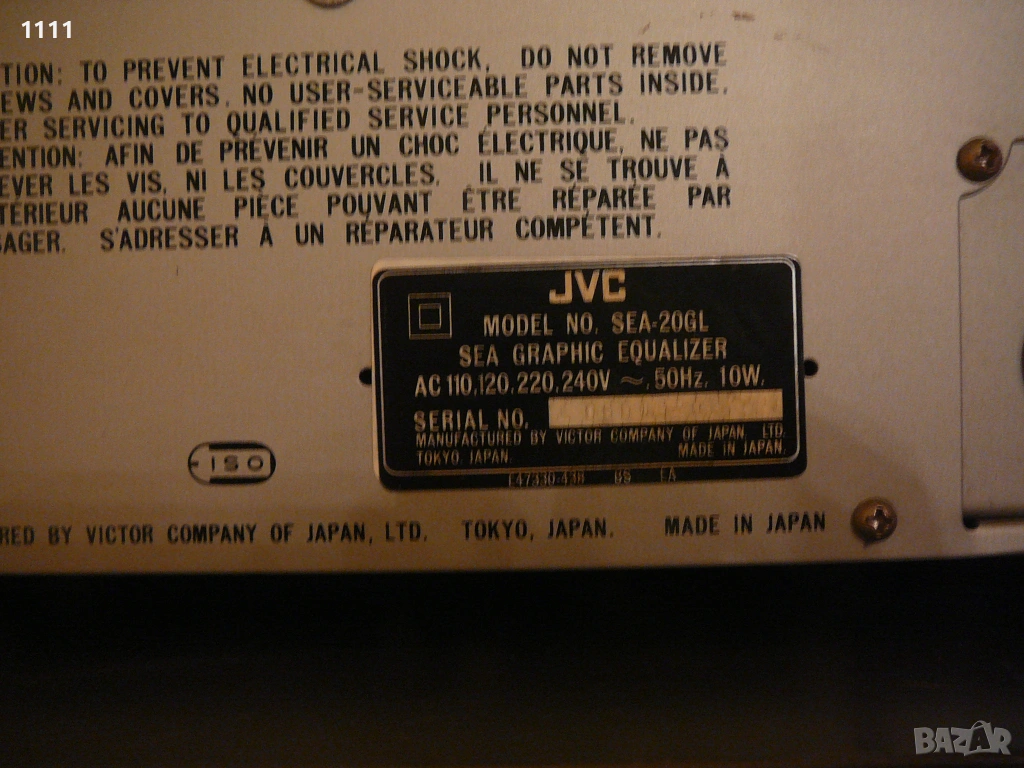 1111
TION: TO PREVENT ELECTRICAL SHOCK, DO NOT REMOVE
EWS AND COVERS. NO USER-SERVICEABLE PARTS INSIDE.
ER SERVICING TO QUALIFIED SERVICE PERSONNEL.
ENTION: AFIN DE PRÉVENIR UN CHOC ÉLECTRIQUE, NE PAS
EVER LES VIS, NI LES COUVERCLES. IL NE SE TROUVE À
TÉRIEUR AUCUNE PIÈCE POUVANT ÊTRE RÉPARÉE PAR
SAGER. S'ADRESSER À UN RÉPARATEUR COMPÉTENT.
JVC
MODEL NO. SEA-20GL
SEA GRAPHIC EQUALIZER
AC 110, 120, 220, 240V ~, 50Hz, 10W.
SERIAL NO.
MANUFACTURED BY VICTOR COMPANY OF JAPAN, LTD.
TOKYO, JAPAN. MADE IN JAPAN.
ISO
RED BY VICTOR COMPANY OF JAPAN, LTD. TOKYO, JAPAN. MADE IN JAPAN
BAZAR